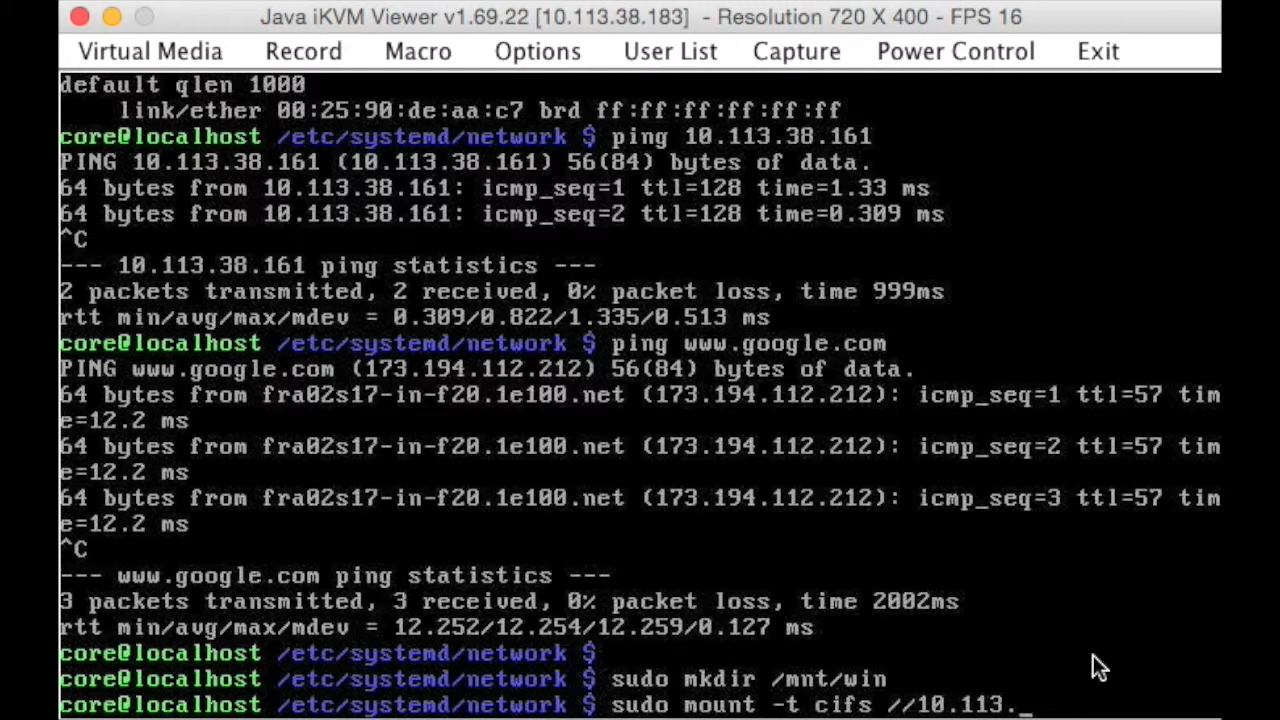 Java iKVM Viewer v1.69.22 [10.113.38.183] - Resolution 720 X 400 - FPS 16
Virtual Media Record Macro Options User List Capture Power Control Exit
default qlen 1000
link/ether 00:25:90:de:aa:c7 brd ff:ff:ff:ff:ff:ff
core@localhost /etc/systemd/network $ ping 10.113.38.161
PING 10.113.38.161 (10.113.38.161) 56(84) bytes of data.
64 bytes from 10.113.38.161: icmp_seq=1 ttl=128 time=1.33 ms
64 bytes from 10.113.38.161: icmp_seq=2 ttl=128 time=0.309 ms
^C
--- 10.113.38.161 ping statistics ---
2 packets transmitted, 2 received, 0% packet loss, time 999ms
rtt min/avg/max/mdev = 0.309/0.822/1.335/0.513 ms
core@localhost /etc/systemd/network $ ping www.google.com
PING www.google.com (173.194.112.212) 56(84) bytes of data.
64 bytes from fra02s17-in-f20.1e100.net (173.194.112.212): icmp_seq=1 ttl=57 tim
e=12.2 ms
64 bytes from fra02s17-in-f20.1e100.net (173.194.112.212): icmp_seq=2 ttl=57 tim
e=12.2 ms
64 bytes from fra02s17-in-f20.1e100.net (173.194.112.212): icmp_seq=3 ttl=57 tim
e=12.2 ms
^C
--- www.google.com ping statistics ---
3 packets transmitted, 3 received, 0% packet loss, time 2002ms
rtt min/avg/max/mdev = 12.252/12.254/12.259/0.127 ms
core@localhost /etc/systemd/network $
core@localhost /etc/systemd/network $ sudo mkdir /mnt/win
core@localhost /etc/systemd/network $ sudo mount -t cifs //10.113._